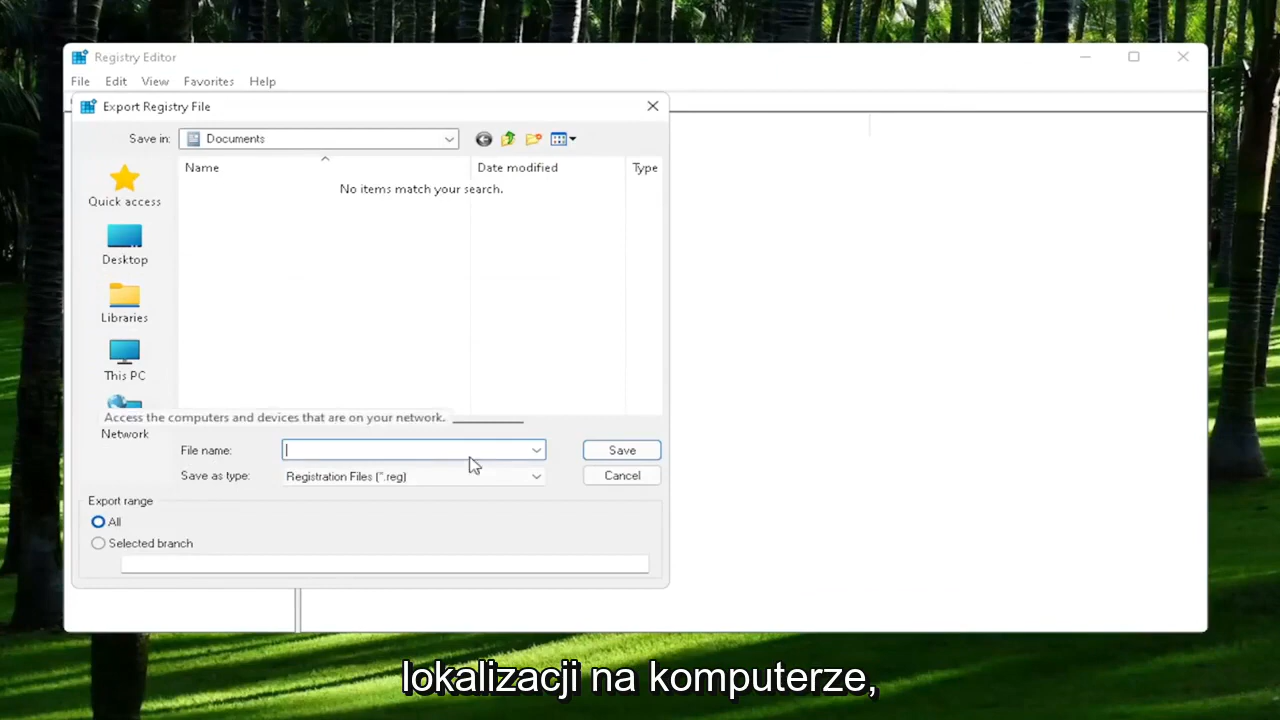 Registry Editor
File Edit View Favorites Help
Export Registry File
Save in: Documents
Name Date modified Type
No items match your search.
Quick access
Desktop
Libraries
This PC
Access the computers and devices that are on your network.
Network
File name: Save
Save as type: Registration Files (*.reg) Cancel
Export range
All
Selected branch
lokalizacji na komputerze,